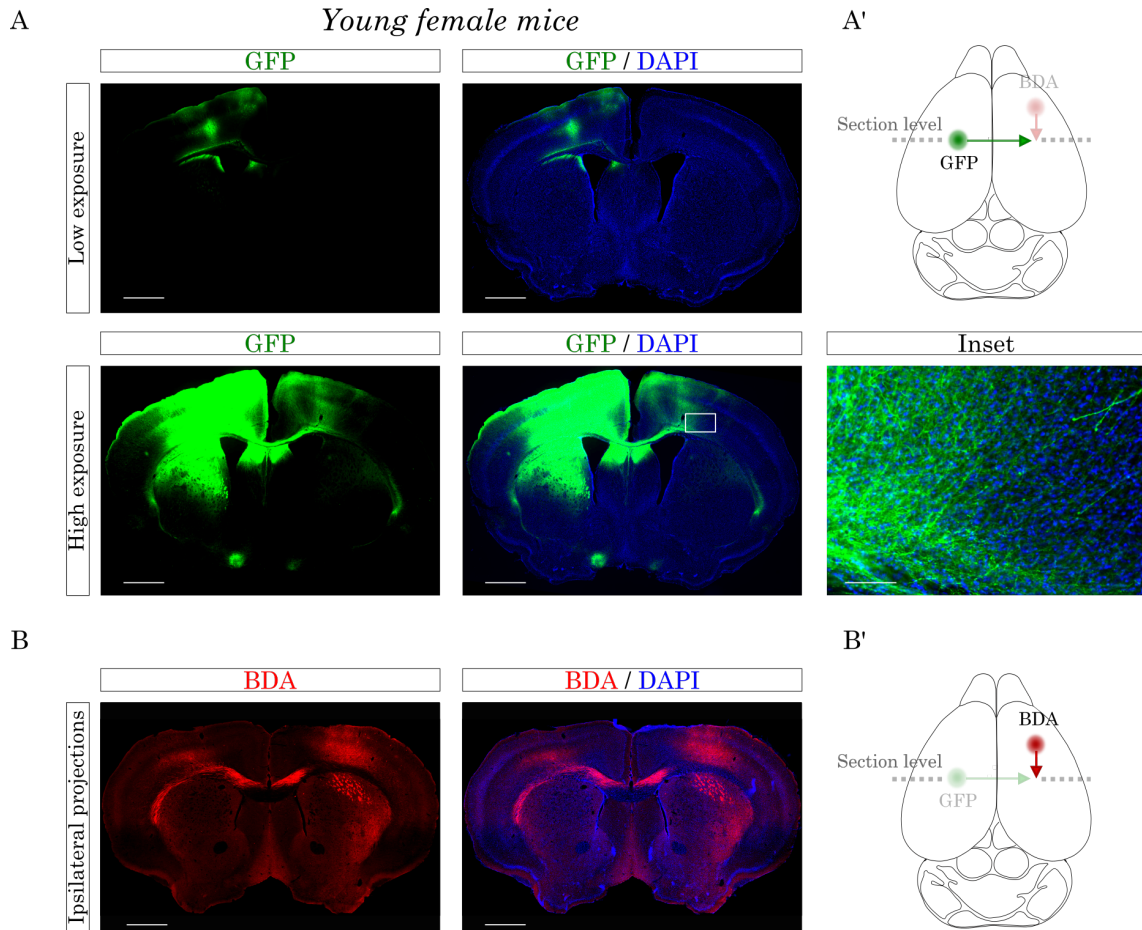 A
Young female mice
A'
GFP
GFP / DAPI
Low exposure
BDA
Section level
GFP
GFP
GFP / DAPI
Inset
High exposure
B
B'
BDA
BDA / DAPI
Ipsilateral projections
BDA
Section level
GFP